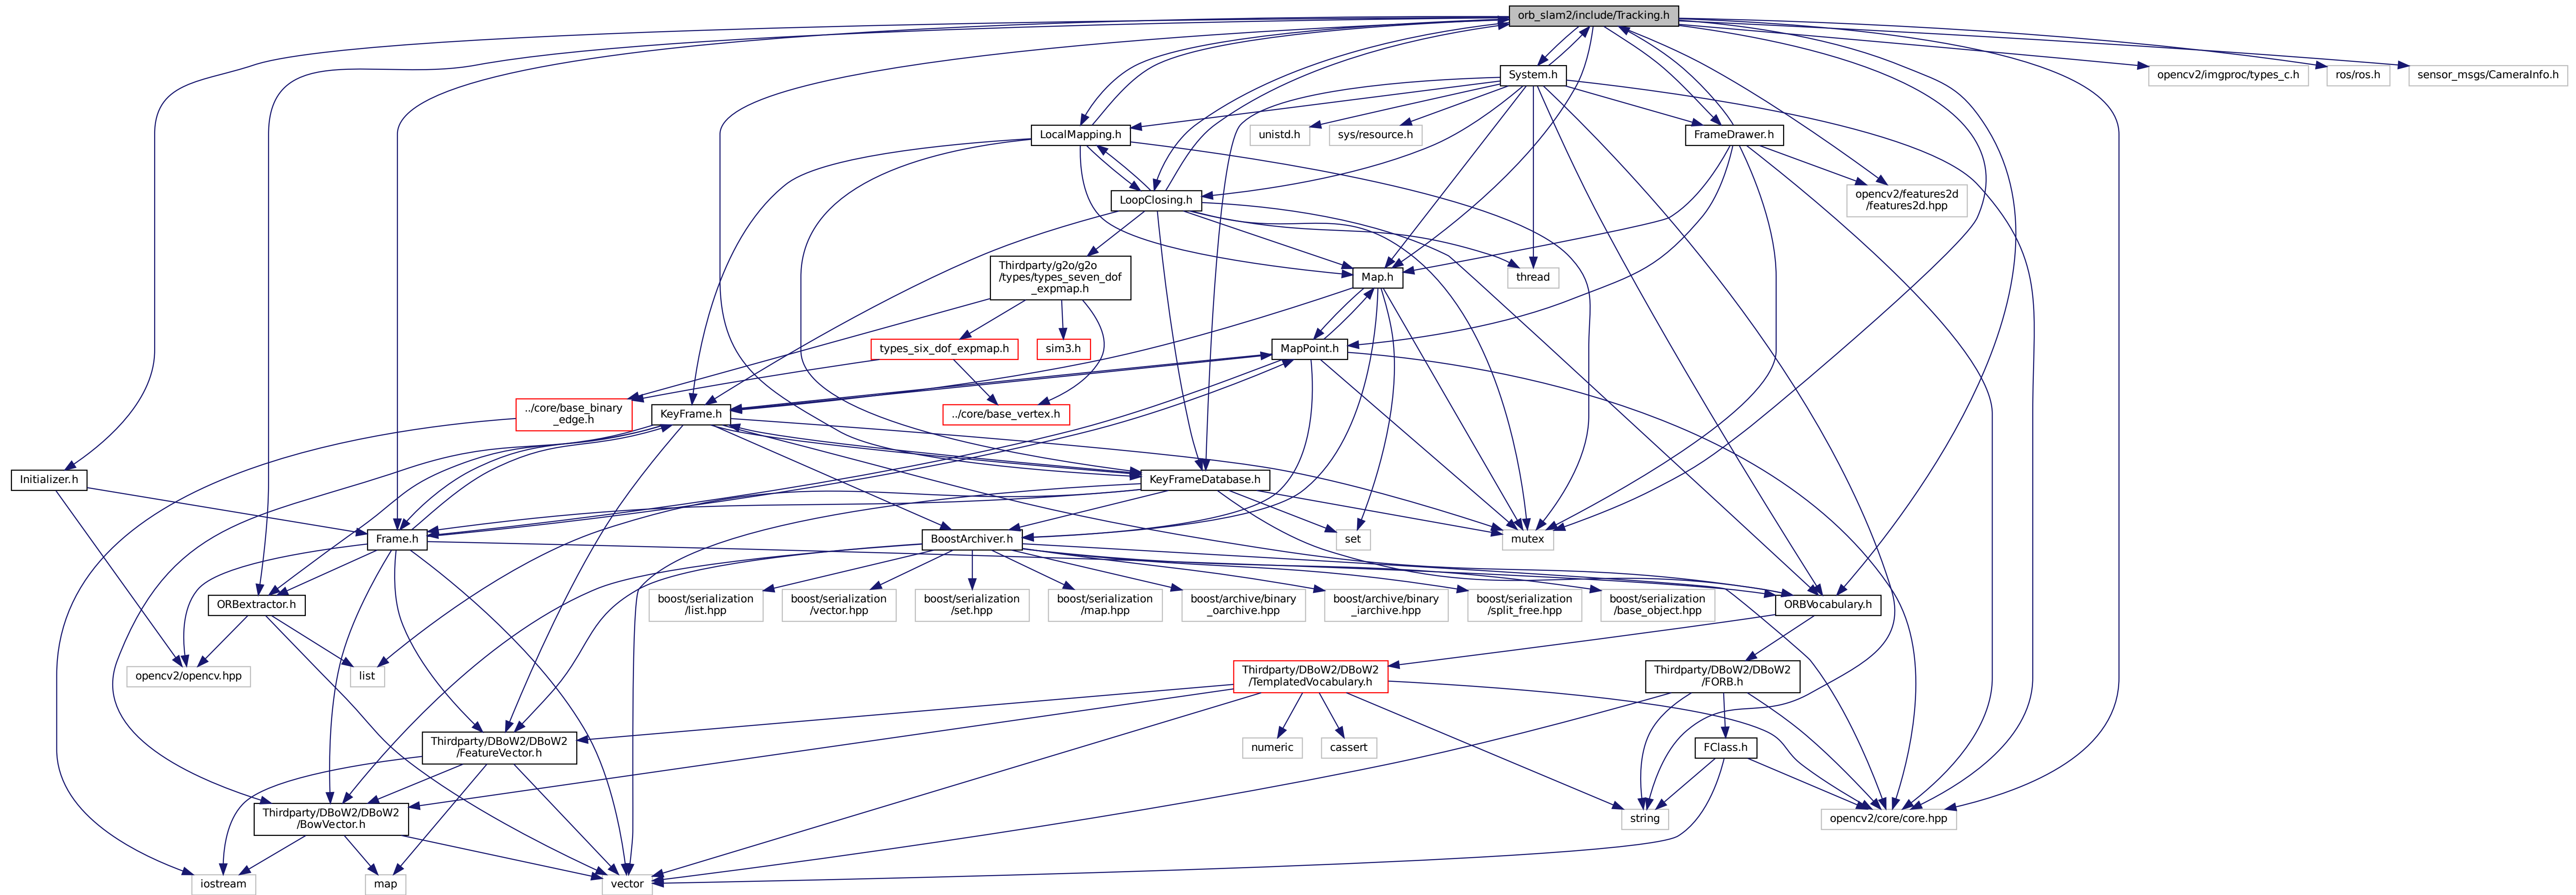 orb_slam2/include/Tracking.h
System.h
opencv2/imgproc/types_c.h
ros/ros.h
sensor_msgs/CameraInfo.h
LocalMapping.h
unistd.h
sys/resource.h
FrameDrawer.h
LoopClosing.h
opencv2/features2d
/features2d.hpp
Thirdparty/g2o/g2o
/types/types_seven_dof
_expmap.h
Map.h
thread
types_six_dof_expmap.h
sim3.h
MapPoint.h
../core/base_binary
_edge.h
KeyFrame.h
../core/base_vertex.h
Initializer.h
KeyFrameDatabase.h
Frame.h
BoostArchiver.h
set
mutex
ORBextractor.h
boost/serialization
/list.hpp
boost/serialization
/vector.hpp
boost/serialization
/set.hpp
boost/serialization
/map.hpp
boost/archive/binary
_oarchive.hpp
boost/archive/binary
_iarchive.hpp
boost/serialization
/split_free.hpp
boost/serialization
/base_object.hpp
ORBVocabulary.h
opencv2/opencv.hpp
list
Thirdparty/DBoW2/DBoW2
/TemplatedVocabulary.h
Thirdparty/DBoW2/DBoW2
/FORB.h
Thirdparty/DBoW2/DBoW2
/FeatureVector.h
numeric
cassert
FClass.h
Thirdparty/DBoW2/DBoW2
/BowVector.h
string
opencv2/core/core.hpp
iostream
map
vector